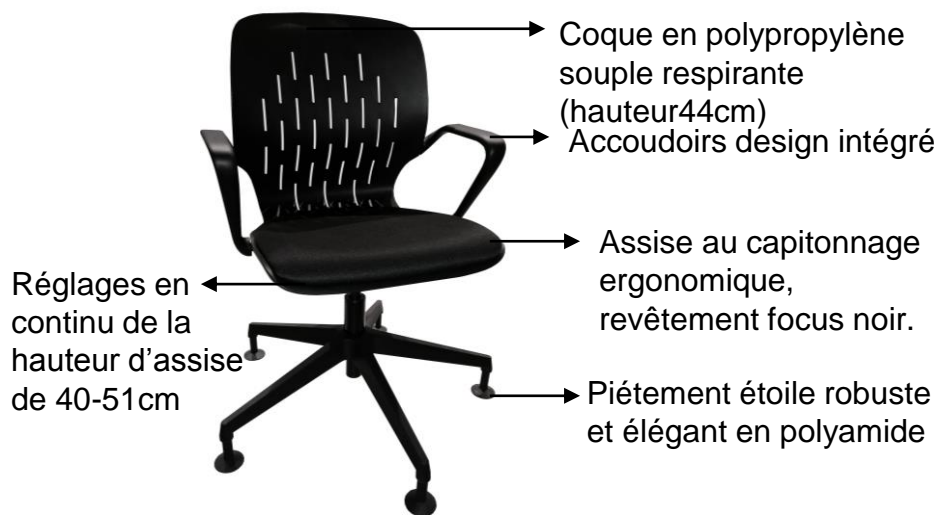 Coque en polypropylène
souple respirante
(hauteur44cm)
Accoudoirs design intégré
Assise au capitonnage
ergonomique,
revêtement focus noir.
Réglages en
continu de la
hauteur d’assise
de 40-51cm
Piétement étoile robuste
et élégant en polyamide